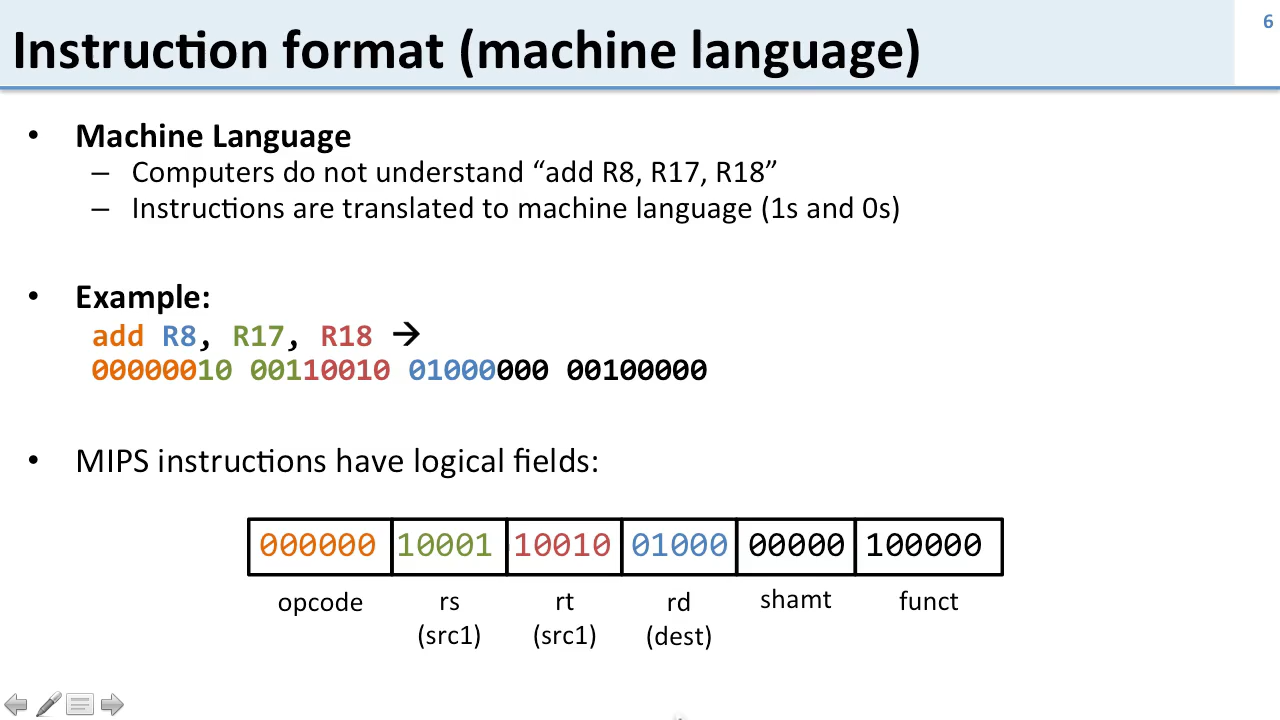 6
Instruction format (machine language)
• Machine Language
– Computers do not understand “add R8, R17, R18”
– Instructions are translated to machine language (1s and 0s)
• Example:
add R8, R17, R18 →
00000010 00110010 01000000 00100000
• MIPS instructions have logical fields:
000000 10001 10010 01000 00000 100000
opcode rs rt rd shamt funct
(src1) (src1) (dest)